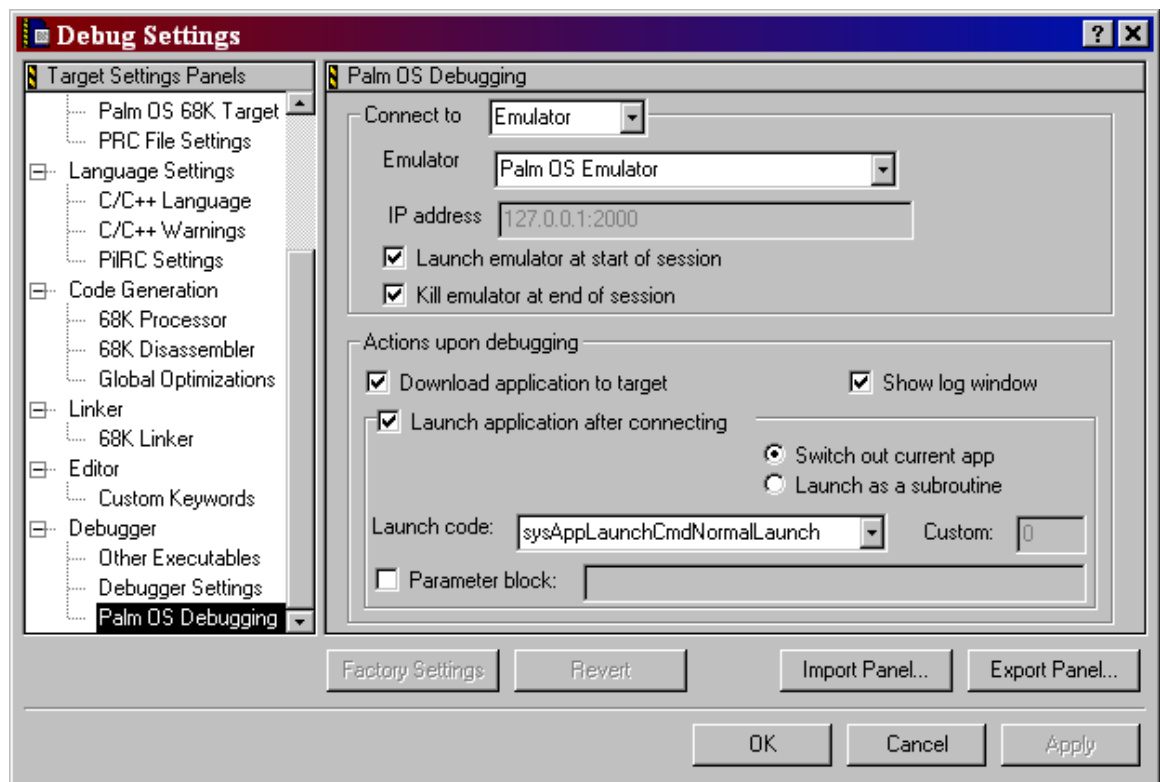 Debug Settings
Target Settings Panels
Palm OS 68K Target
PRC File Settings
Language Settings
C/C++ Language
C/C++ Warnings
PilRC Settings
Code Generation
68K Processor
68K Disassembler
Global Optimizations
Linker
68K Linker
Editor
Custom Keywords
Debugger
Other Executables
Debugger Settings
Palm OS Debugging
Palm OS Debugging
Connect to Emulator
Emulator Palm OS Emulator
IP address 127.0.0.1:2000
Launch emulator at start of session
Kill emulator at end of session
Actions upon debugging
Download application to target Show log window
Launch application after connecting
Switch out current app
Launch as a subroutine
Launch code: sysAppLaunchCmdNormalLaunch Custom: 0
Parameter block:
Factory Settings Revert Import Panel... Export Panel...
OK Cancel Apply